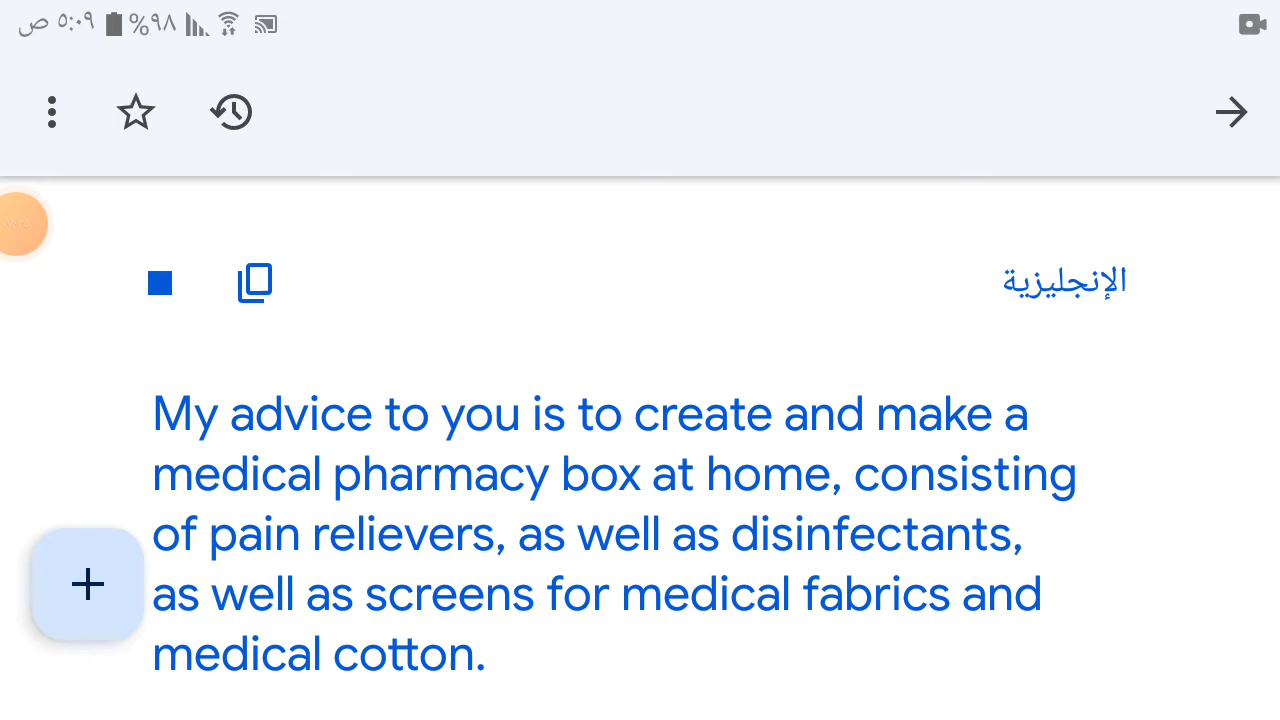 ٥:٠٩ ص ٩٨%
الإنجليزية
My advice to you is to create and make a
medical pharmacy box at home, consisting
of pain relievers, as well as disinfectants,
as well as screens for medical fabrics and
medical cotton.